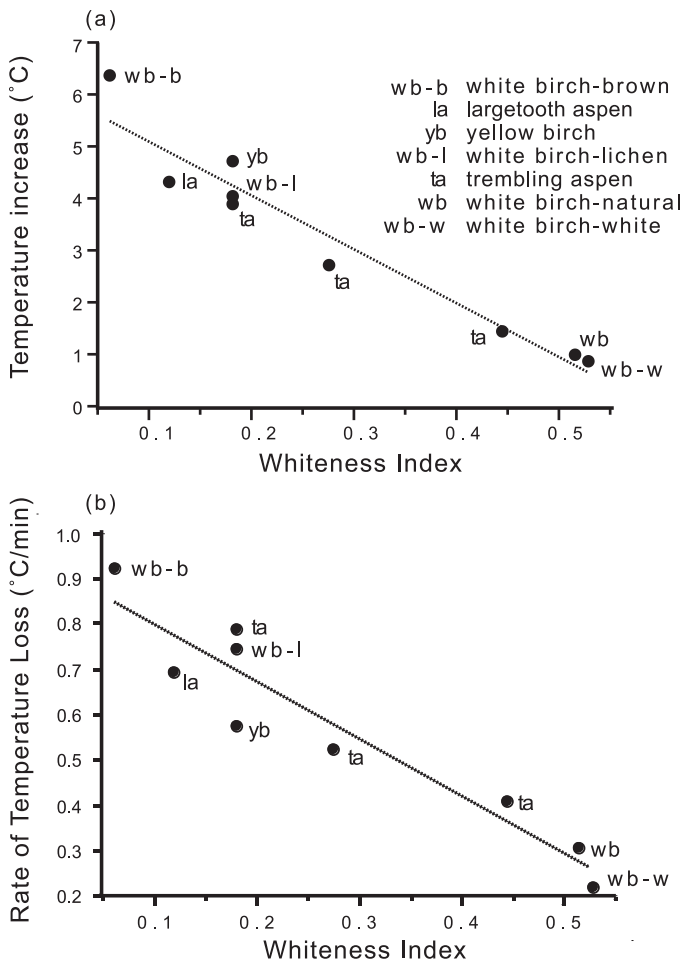 (a)
Temperature increase (˚C)
7
6
5
4
3
2
1
0
wb-b
la
yb
wb-l
ta
ta
ta
wb
wb-w
wb-b white birch-brown
la largetooth aspen
yb yellow birch
wb-l white birch-lichen
ta trembling aspen
wb white birch-natural
wb-w white birch-white
0.1 0.2 0.3 0.4 0.5
Whiteness Index
(b)
Rate of Temperature Loss (˚C/min)
1.0
0.9
0.8
0.7
0.6
0.5
0.4
0.3
0.2
wb-b
ta
wb-l
la
yb
ta
ta
wb
wb-w
0.1 0.2 0.3 0.4 0.5
Whiteness Index